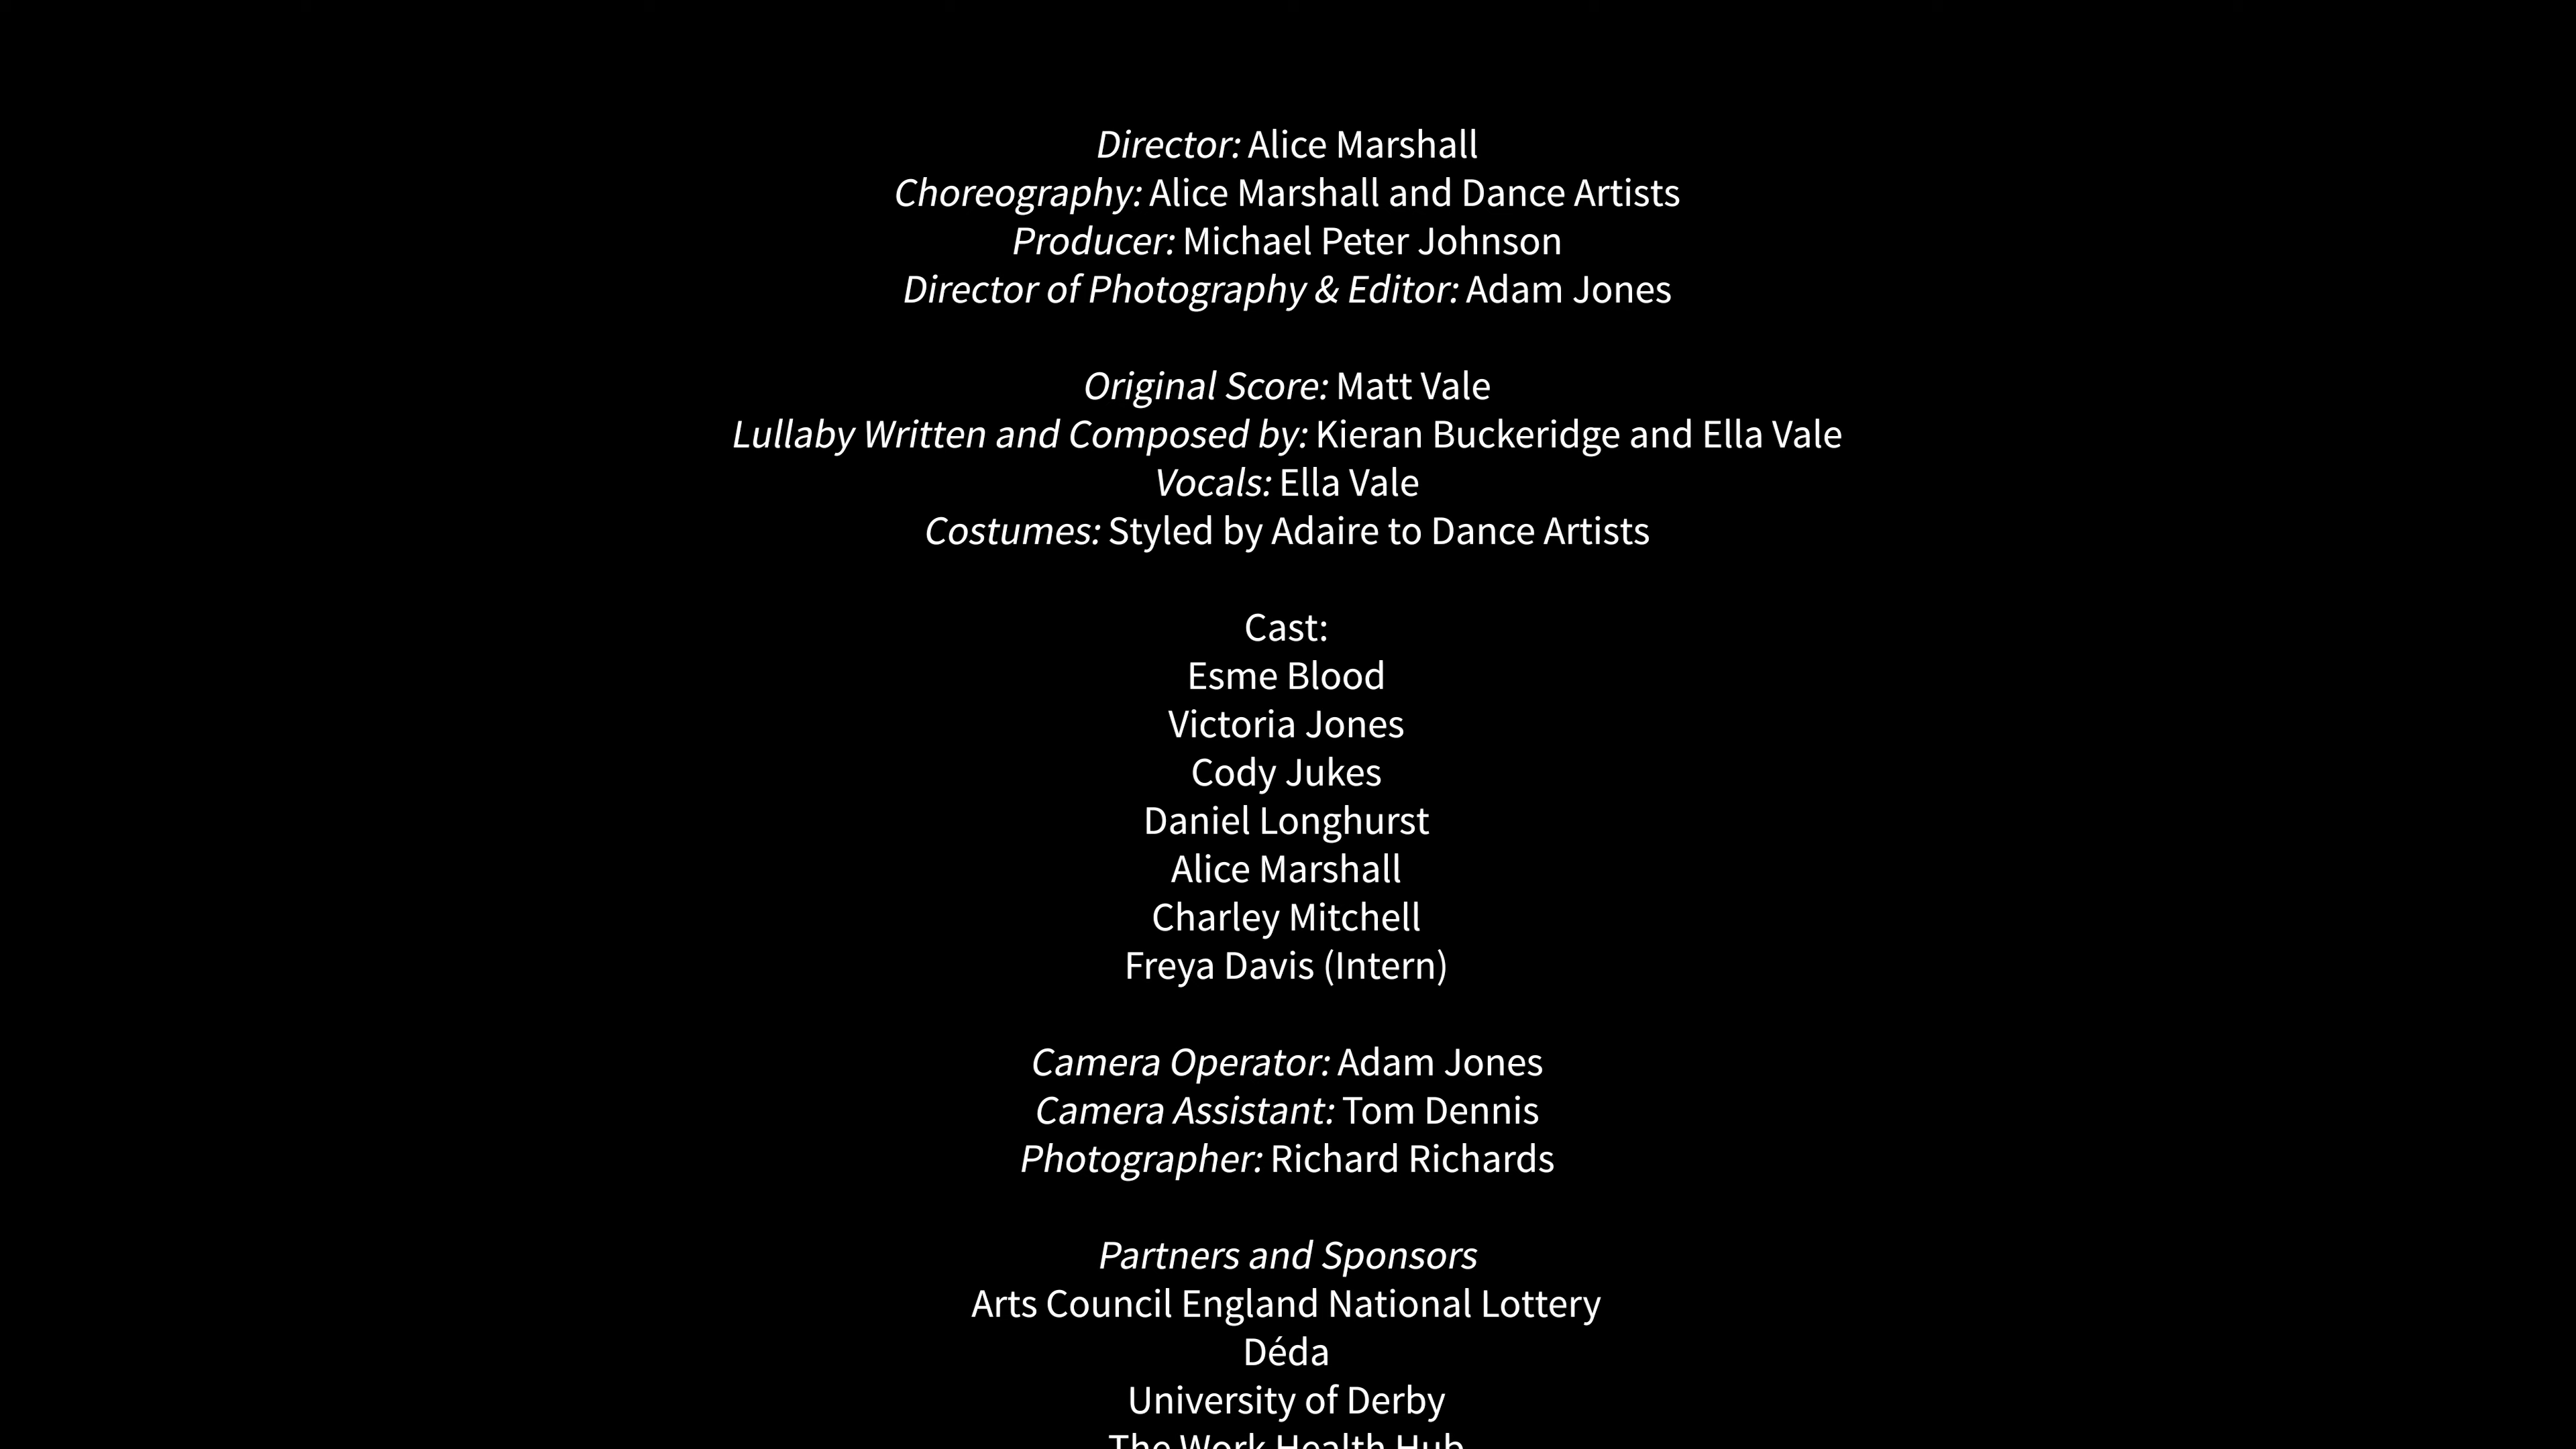 Director: Alice Marshall
Choreography: Alice Marshall and Dance Artists
Producer: Michael Peter Johnson
Director of Photography & Editor: Adam Jones
Original Score: Matt Vale
Lullaby Written and Composed by: Kieran Buckeridge and Ella Vale
Vocals: Ella Vale
Costumes: Styled by Adaire to Dance Artists
Cast:
Esme Blood
Victoria Jones
Cody Jukes
Daniel Longhurst
Alice Marshall
Charley Mitchell
Freya Davis (Intern)
Camera Operator: Adam Jones
Camera Assistant: Tom Dennis
Photographer: Richard Richards
Partners and Sponsors
Arts Council England National Lottery
Déda
University of Derby
The Work Health Hub